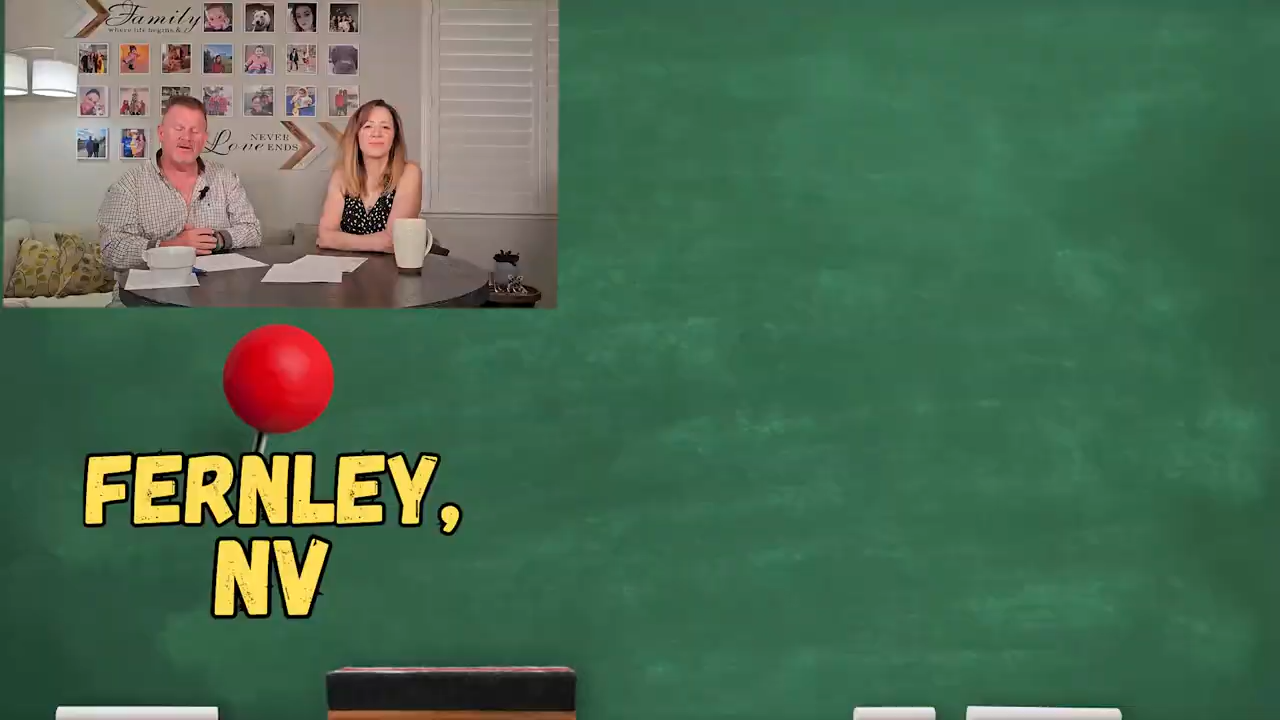 Family
where life begins &
Love NEVER
ENDS
FERNLEY,
NV